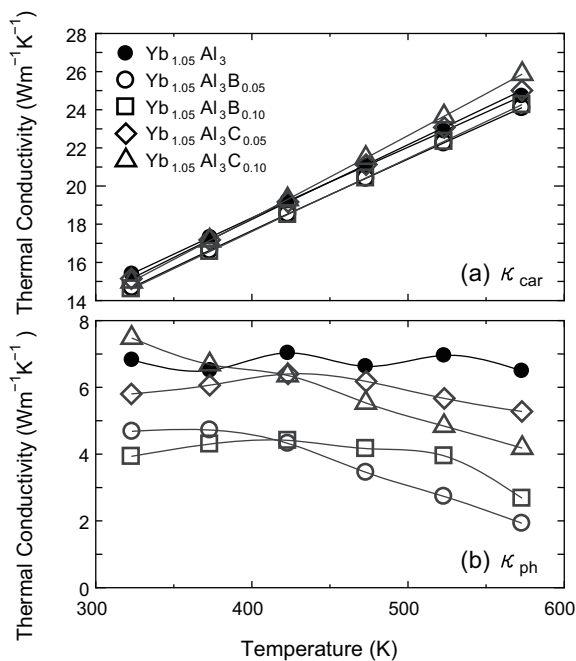 28
26
24
22
20
18
16
14
Thermal Conductivity (Wm⁻¹K⁻¹)
Yb₁.₀₅ Al₃
Yb₁.₀₅ Al₃B₀.₀₅
Yb₁.₀₅ Al₃B₀.₁₀
Yb₁.₀₅ Al₃C₀.₀₅
Yb₁.₀₅ Al₃C₀.₁₀
(a) κ car
8
6
4
2
0
Thermal Conductivity (Wm⁻¹K⁻¹)
(b) κ ph
300 400 500 600
Temperature (K)